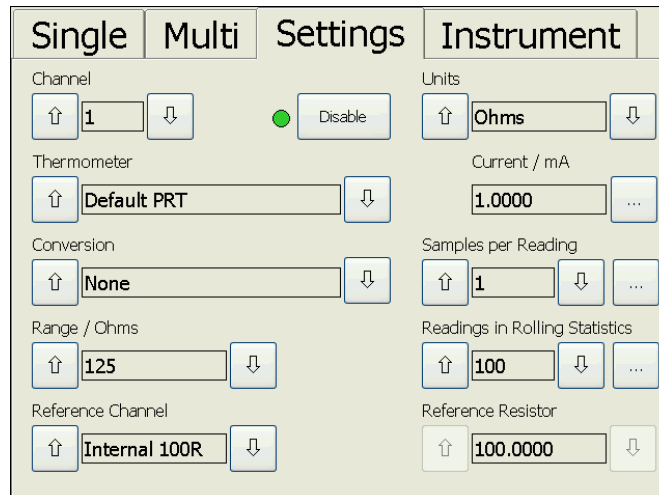 Single Multi Settings Instrument
Channel Units
1 Disable Ohms
Thermometer Current / mA
Default PRT 1.0000 ...
Conversion Samples per Reading
None 1 ...
Range / Ohms Readings in Rolling Statistics
125 100 ...
Reference Channel Reference Resistor
Internal 100R 100.0000